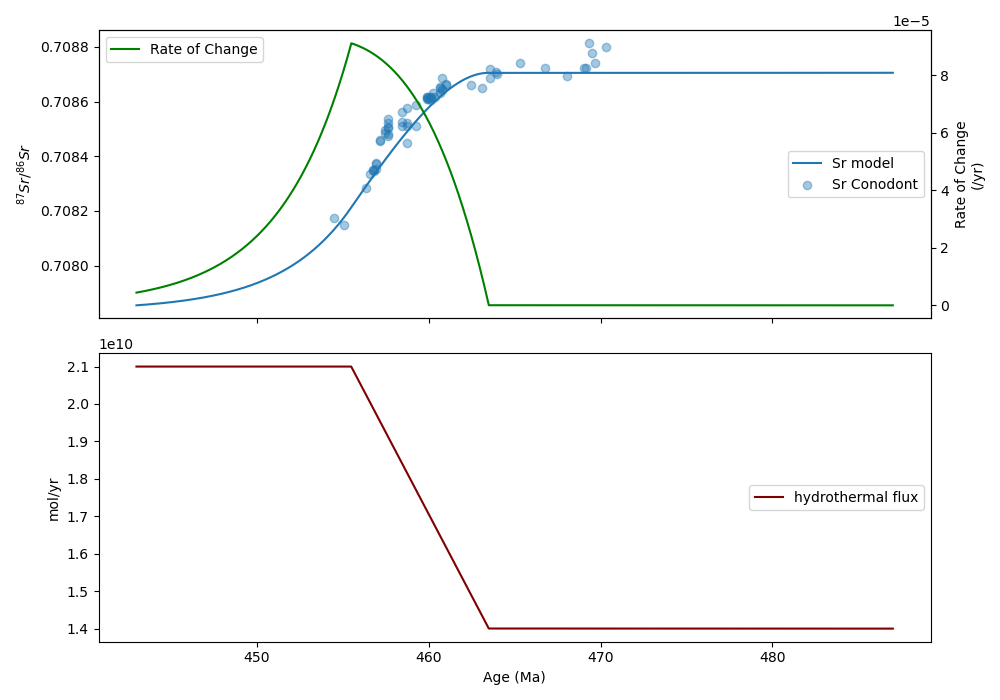 1e−5
0.7088
0.7086
0.7084
0.7082
0.7080
⁸⁷Sr/⁸⁶Sr
Rate of Change
Sr model
Sr Conodont
8
6
4
2
0
Rate of Change
(/yr)
1e10
2.1
2.0
1.9
1.8
1.7
1.6
1.5
1.4
mol/yr
hydrothermal flux
450
460
470
480
Age (Ma)